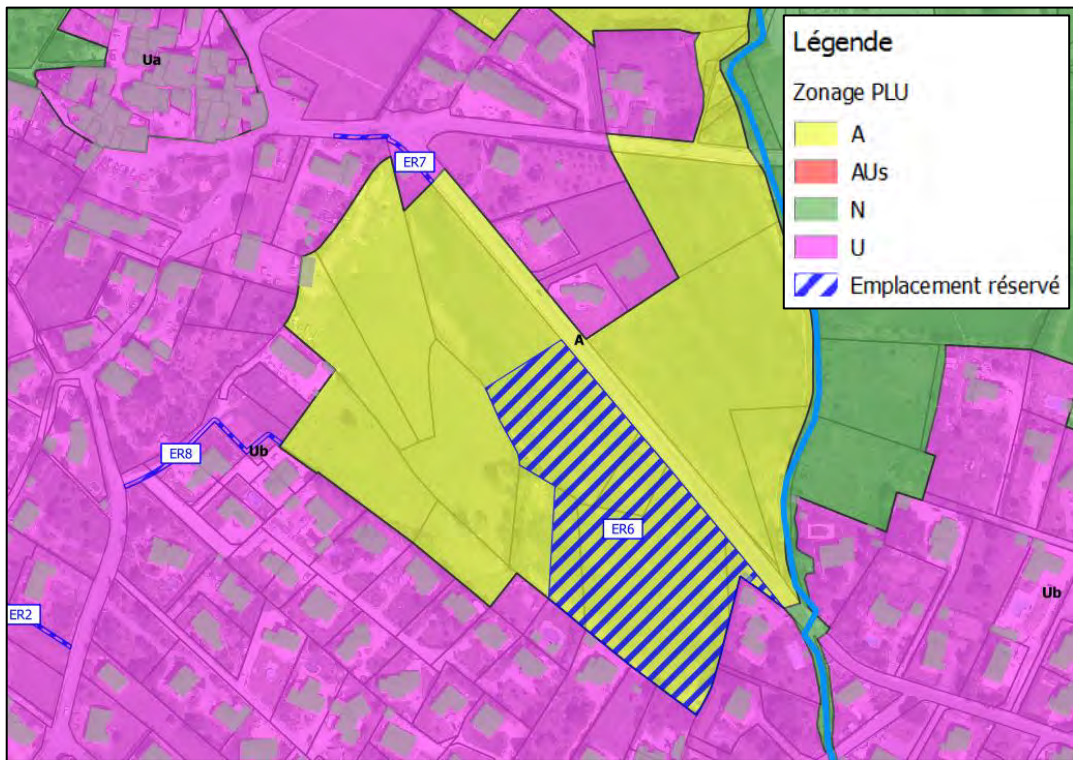 Légende
Zonage PLU
A
AUs
N
U
Emplacement réservé
Ua
ER7
A
ER8
Ub
ER6
ER2
Ub